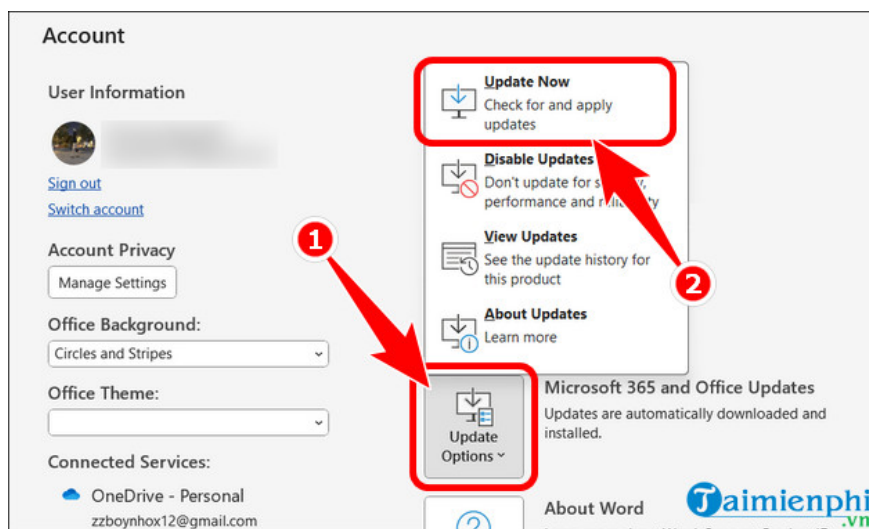 Account
User Information
Sign out
Switch account
Account Privacy
Manage Settings
Office Background:
Circles and Stripes
Office Theme:
Connected Services:
OneDrive - Personal
zzboynhox12@gmail.com
Update Now
Check for and apply
updates
Disable Updates
Don't update for
performance and
View Updates
See the update history for
this product
About Updates
Learn more
1
2
Update
Options
Microsoft 365 and Office Updates
Updates are automatically downloaded and
installed.
About Word
Taimienphi
.vn